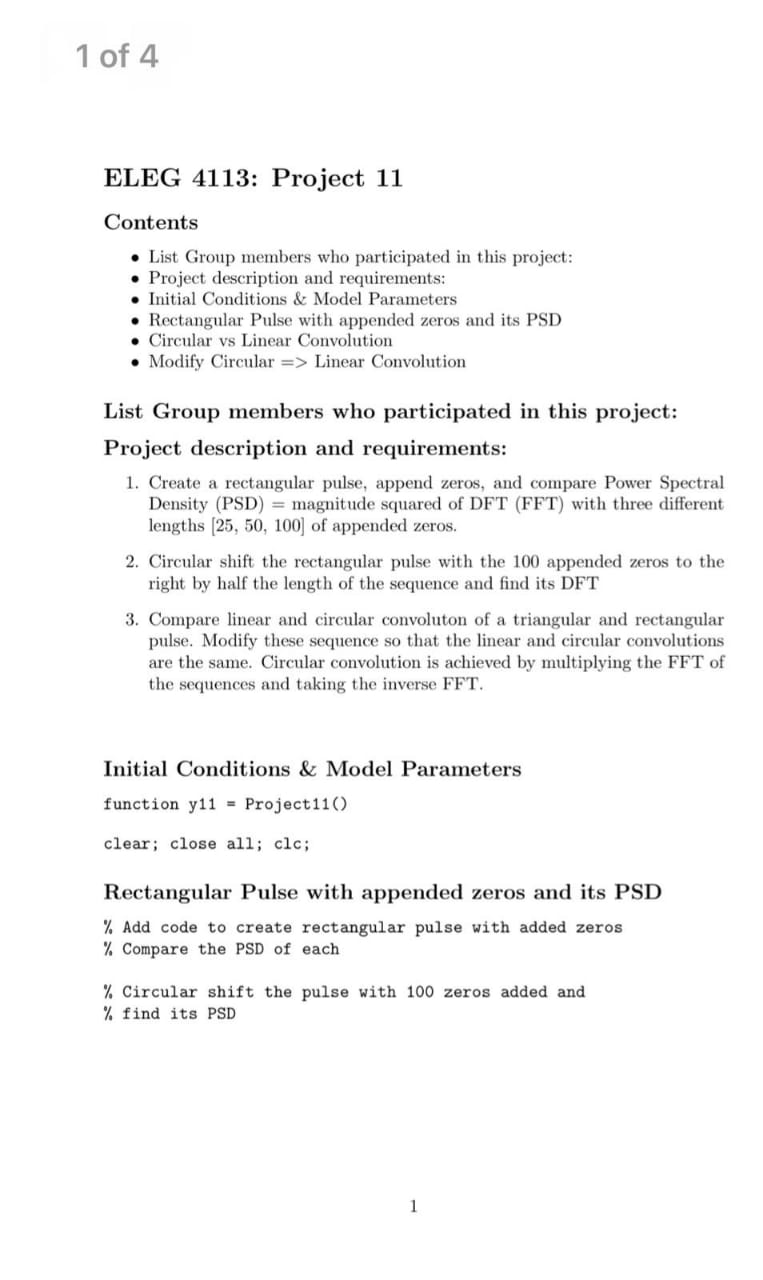 1 of 4
ELEG 4113: Project 11
Contents
• List Group members who participated in this project:
• Project description and requirements:
• Initial Conditions & Model Parameters
• Rectangular Pulse with appended zeros and its PSD
• Circular vs Linear Convolution
• Modify Circular => Linear Convolution
List Group members who participated in this project:
Project description and requirements:
1. Create a rectangular pulse, append zeros, and compare Power Spectral
Density (PSD) = magnitude squared of DFT (FFT) with three different
lengths [25, 50, 100] of appended zeros.
2. Circular shift the rectangular pulse with the 100 appended zeros to the
right by half the length of the sequence and find its DFT
3. Compare linear and circular convoluton of a triangular and rectangular
pulse. Modify these sequence so that the linear and circular convolutions
are the same. Circular convolution is achieved by multiplying the FFT of
the sequences and taking the inverse FFT.
Initial Conditions & Model Parameters
function y11 = Project11()
clear; close all; clc;
Rectangular Pulse with appended zeros and its PSD
% Add code to create rectangular pulse with added zeros
% Compare the PSD of each
% Circular shift the pulse with 100 zeros added and
% find its PSD
1